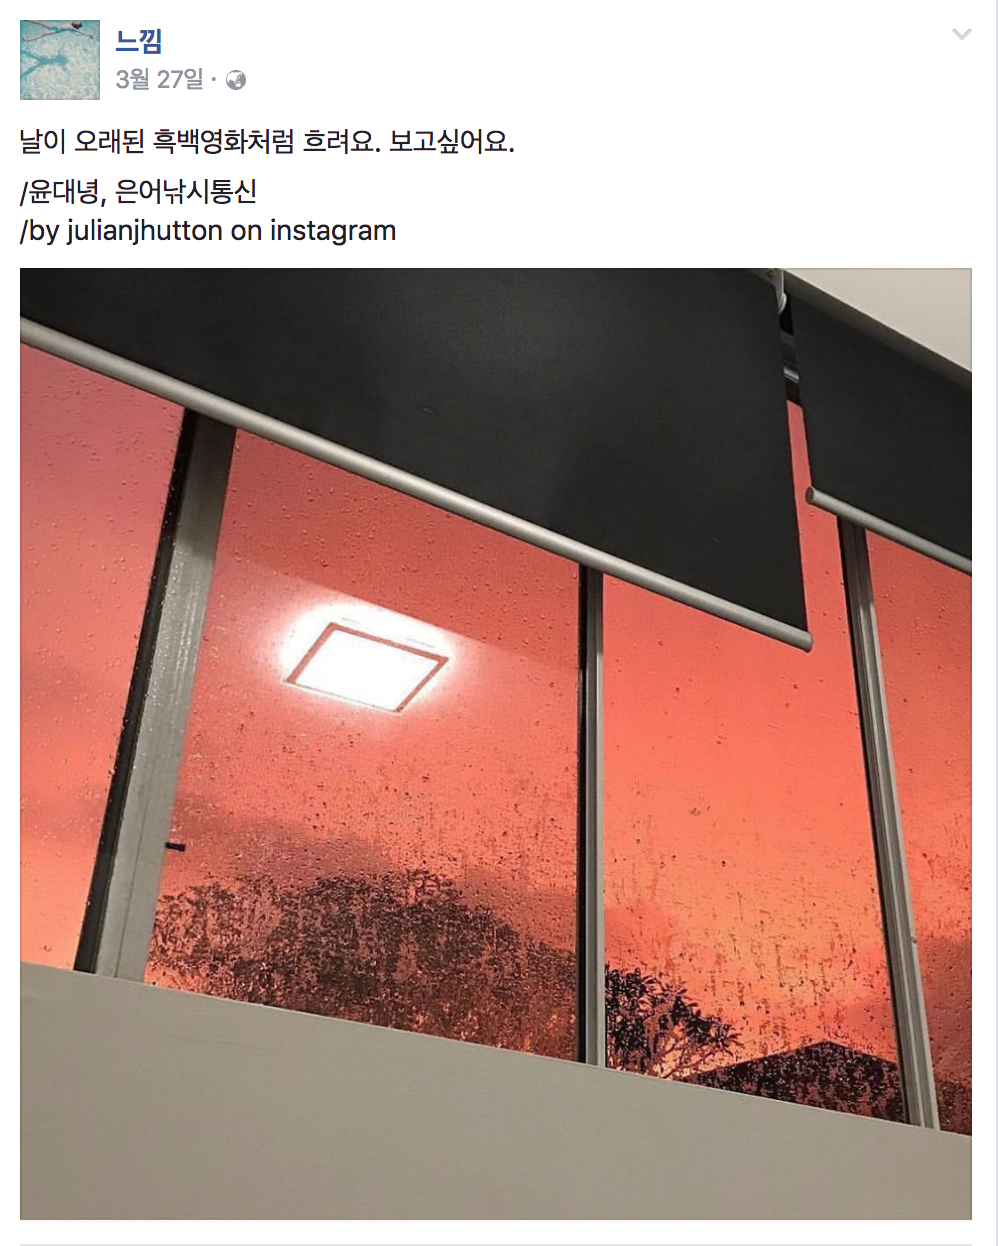 느낌
3월 27일 ·
날이 오래된 흑백영화처럼 흐려요. 보고싶어요.
/윤대녕, 은어낚시통신
/by julianjhutton on instagram